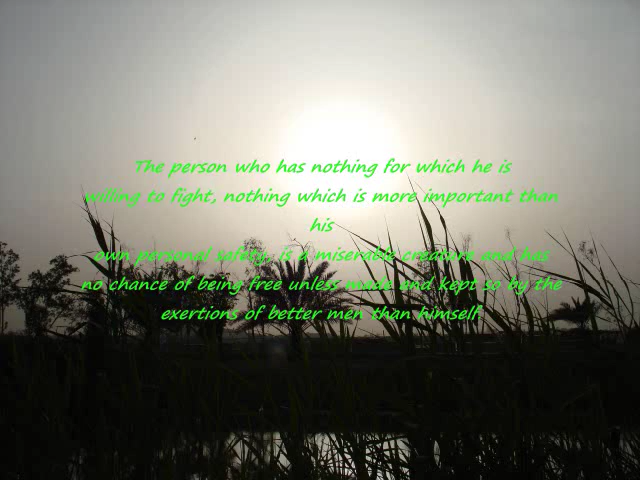 The person who has nothing for which he is
willing to fight, nothing which is more important than
his
own personal safety, is a miserable creature and has
no chance of being free unless made and kept so by the
exertions of better men than himself.